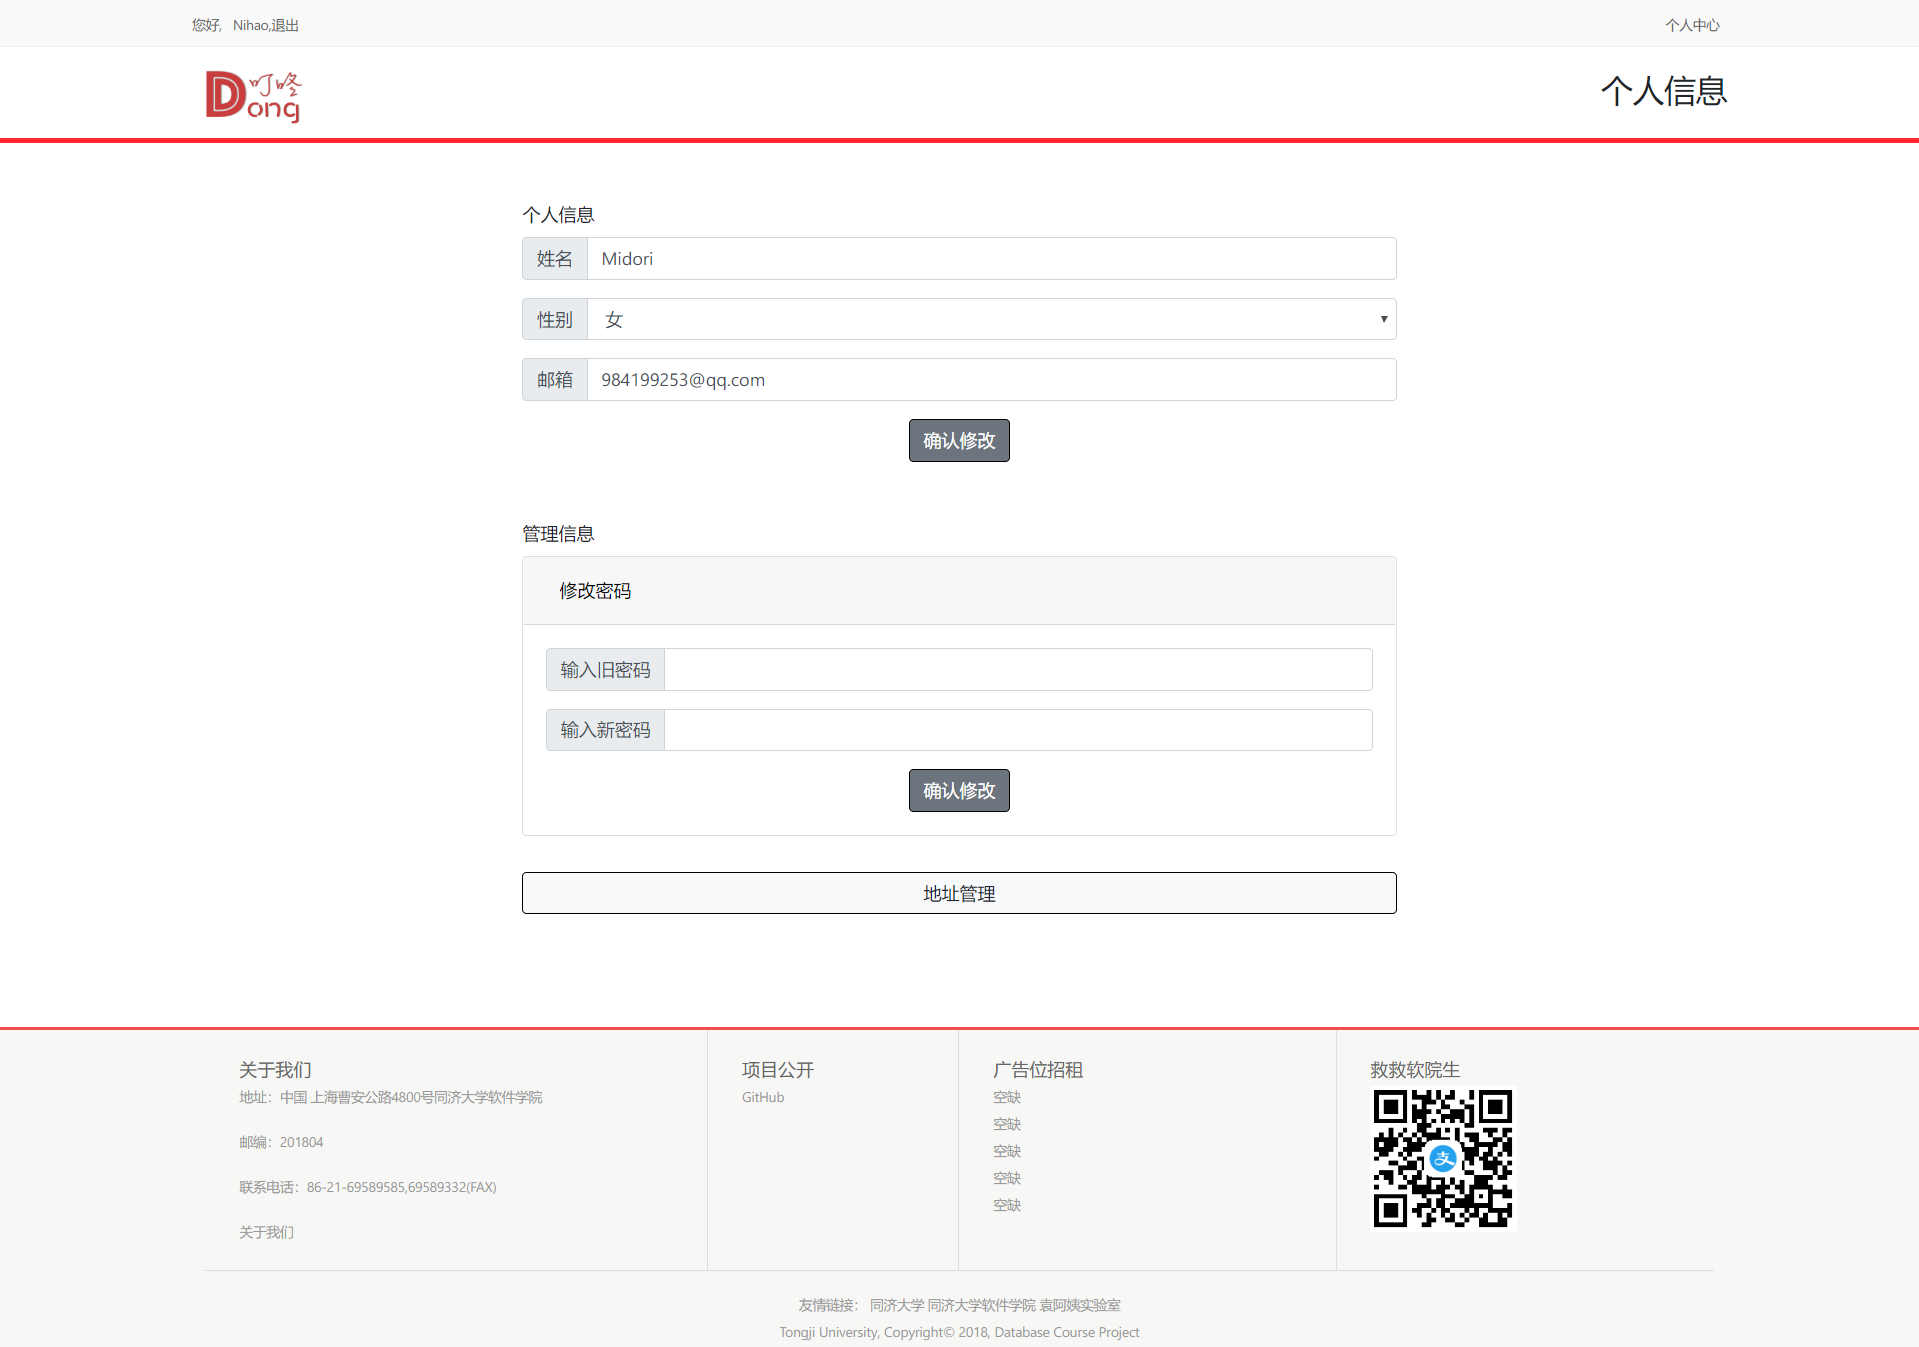 您好, Nihao,退出
个人中心
Dong 叮咚
个人信息
个人信息
姓名 Midori
性别 女
邮箱 984199253@qq.com
确认修改
管理信息
修改密码
输入旧密码
输入新密码
确认修改
地址管理
关于我们
地址：中国 上海曹安公路4800号同济大学软件学院
邮编：201804
联系电话：86-21-69589585,69589332(FAX)
关于我们
项目公开
GitHub
广告位招租
空缺
空缺
空缺
空缺
空缺
救救软院生
支
友情链接： 同济大学 同济大学软件学院 袁阿姨实验室
Tongji University, Copyright© 2018, Database Course Project